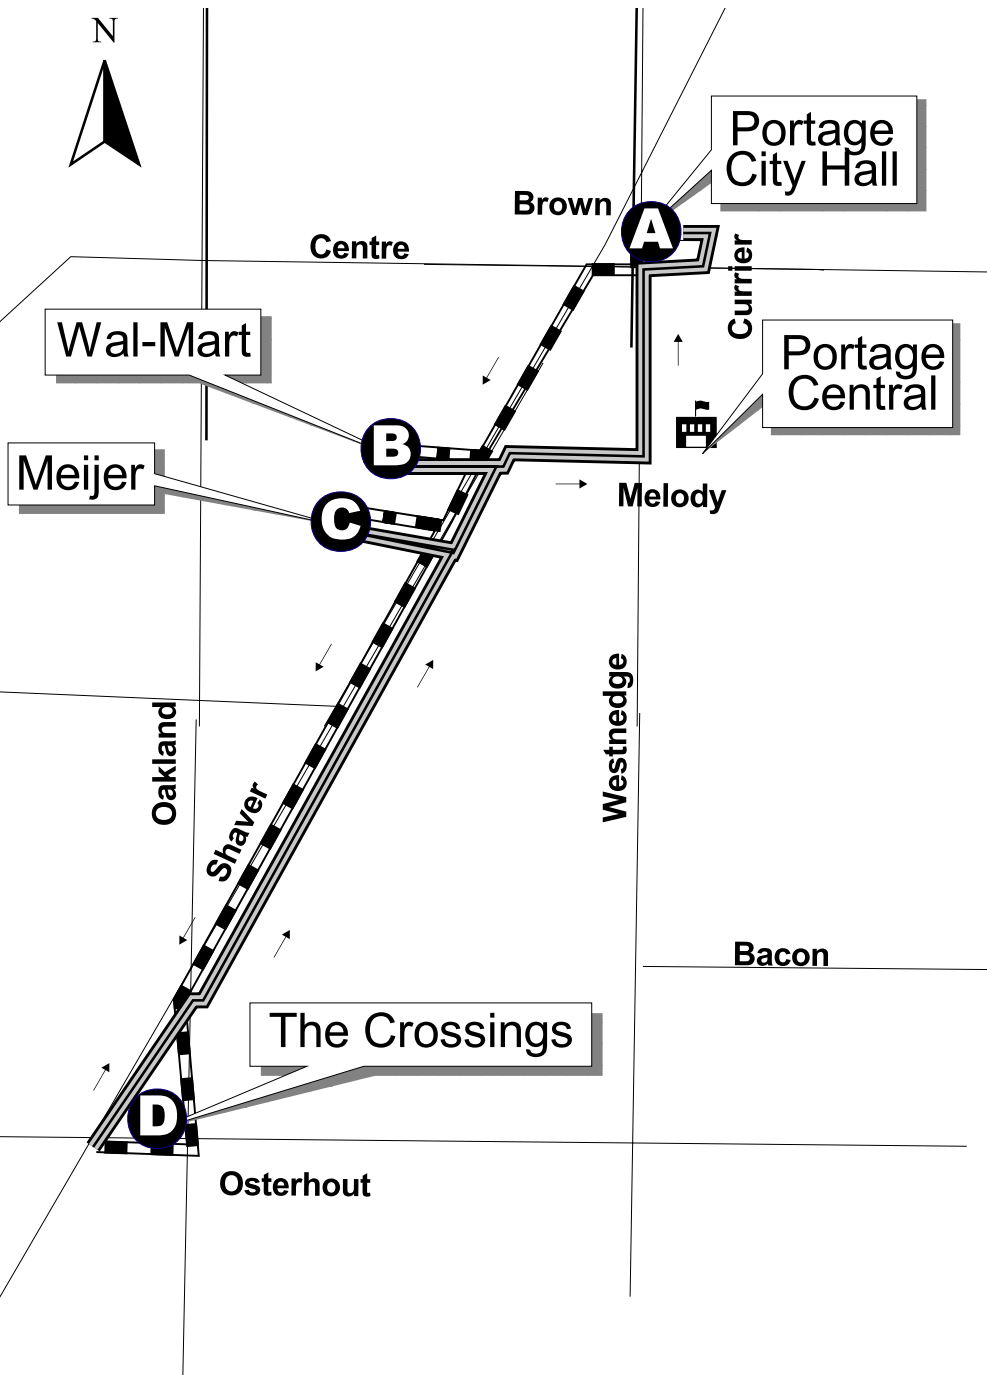 N
Portage
City Hall
Brown
A
Centre
Currier
Wal-Mart
Portage
Central
B
Meijer
C
Melody
Westnedge
Oakland
Shaver
Bacon
The Crossings
D
Osterhout